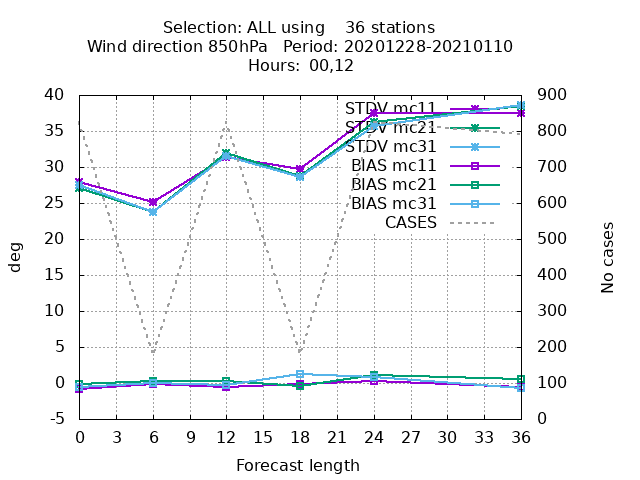 Selection: ALL using    36 stations
Wind direction 850hPa   Period: 20201228-20210110
Hours: 00,12
STDV mc11
STDV mc21
STDV mc31
BIAS mc11
BIAS mc21
BIAS mc31
CASES
40
35
30
25
20
15
10
5
0
-5
deg
900
800
700
600
500
400
300
200
100
0
No cases
0 3 6 9 12 15 18 21 24 27 30 33 36
Forecast length